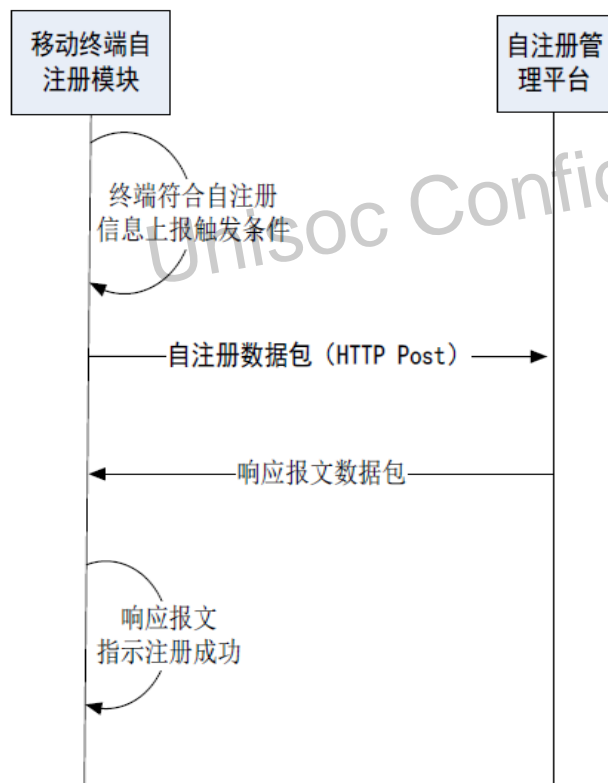 移动终端自
注册模块
自注册管
理平台
终端符合自注册
信息上报触发条件
Unisoc Confid
自注册数据包（HTTP Post）
响应报文数据包
响应报文
指示注册成功